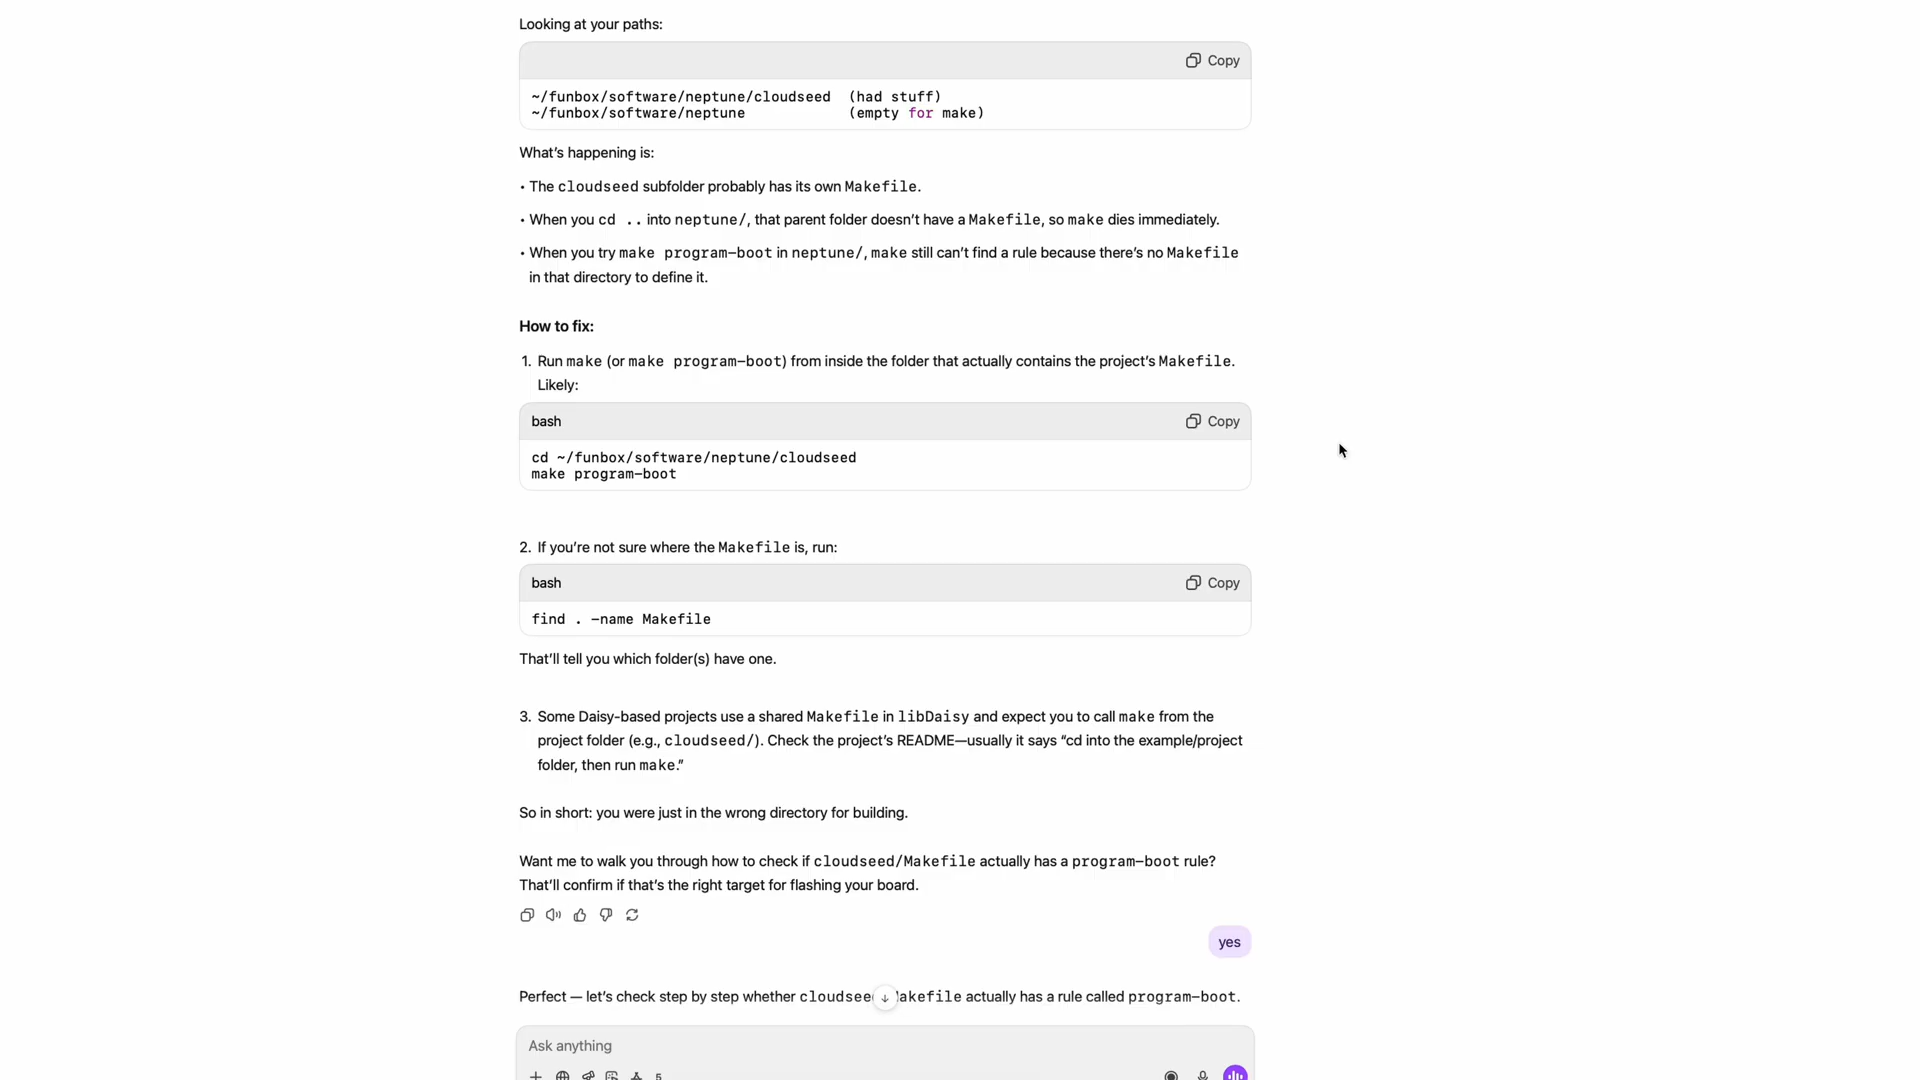 Looking at your paths:
Copy
~/funbox/software/neptune/cloudseed  (had stuff)
~/funbox/software/neptune            (empty for make)
What's happening is:
• The cloudseed subfolder probably has its own Makefile.
• When you cd .. into neptune/, that parent folder doesn't have a Makefile, so make dies immediately.
• When you try make program-boot in neptune/, make still can't find a rule because there's no Makefile
in that directory to define it.
How to fix:
1. Run make (or make program-boot) from inside the folder that actually contains the project's Makefile.
Likely:
bash Copy
cd ~/funbox/software/neptune/cloudseed
make program-boot
2. If you're not sure where the Makefile is, run:
bash Copy
find . -name Makefile
That'll tell you which folder(s) have one.
3. Some Daisy-based projects use a shared Makefile in libDaisy and expect you to call make from the
project folder (e.g., cloudseed/). Check the project's README—usually it says “cd into the example/project
folder, then run make.”
So in short: you were just in the wrong directory for building.
Want me to walk you through how to check if cloudseed/Makefile actually has a program-boot rule?
That'll confirm if that's the right target for flashing your board.
yes
Perfect — let's check step by step whether actually has a rule called program-boot.
Ask anything
5